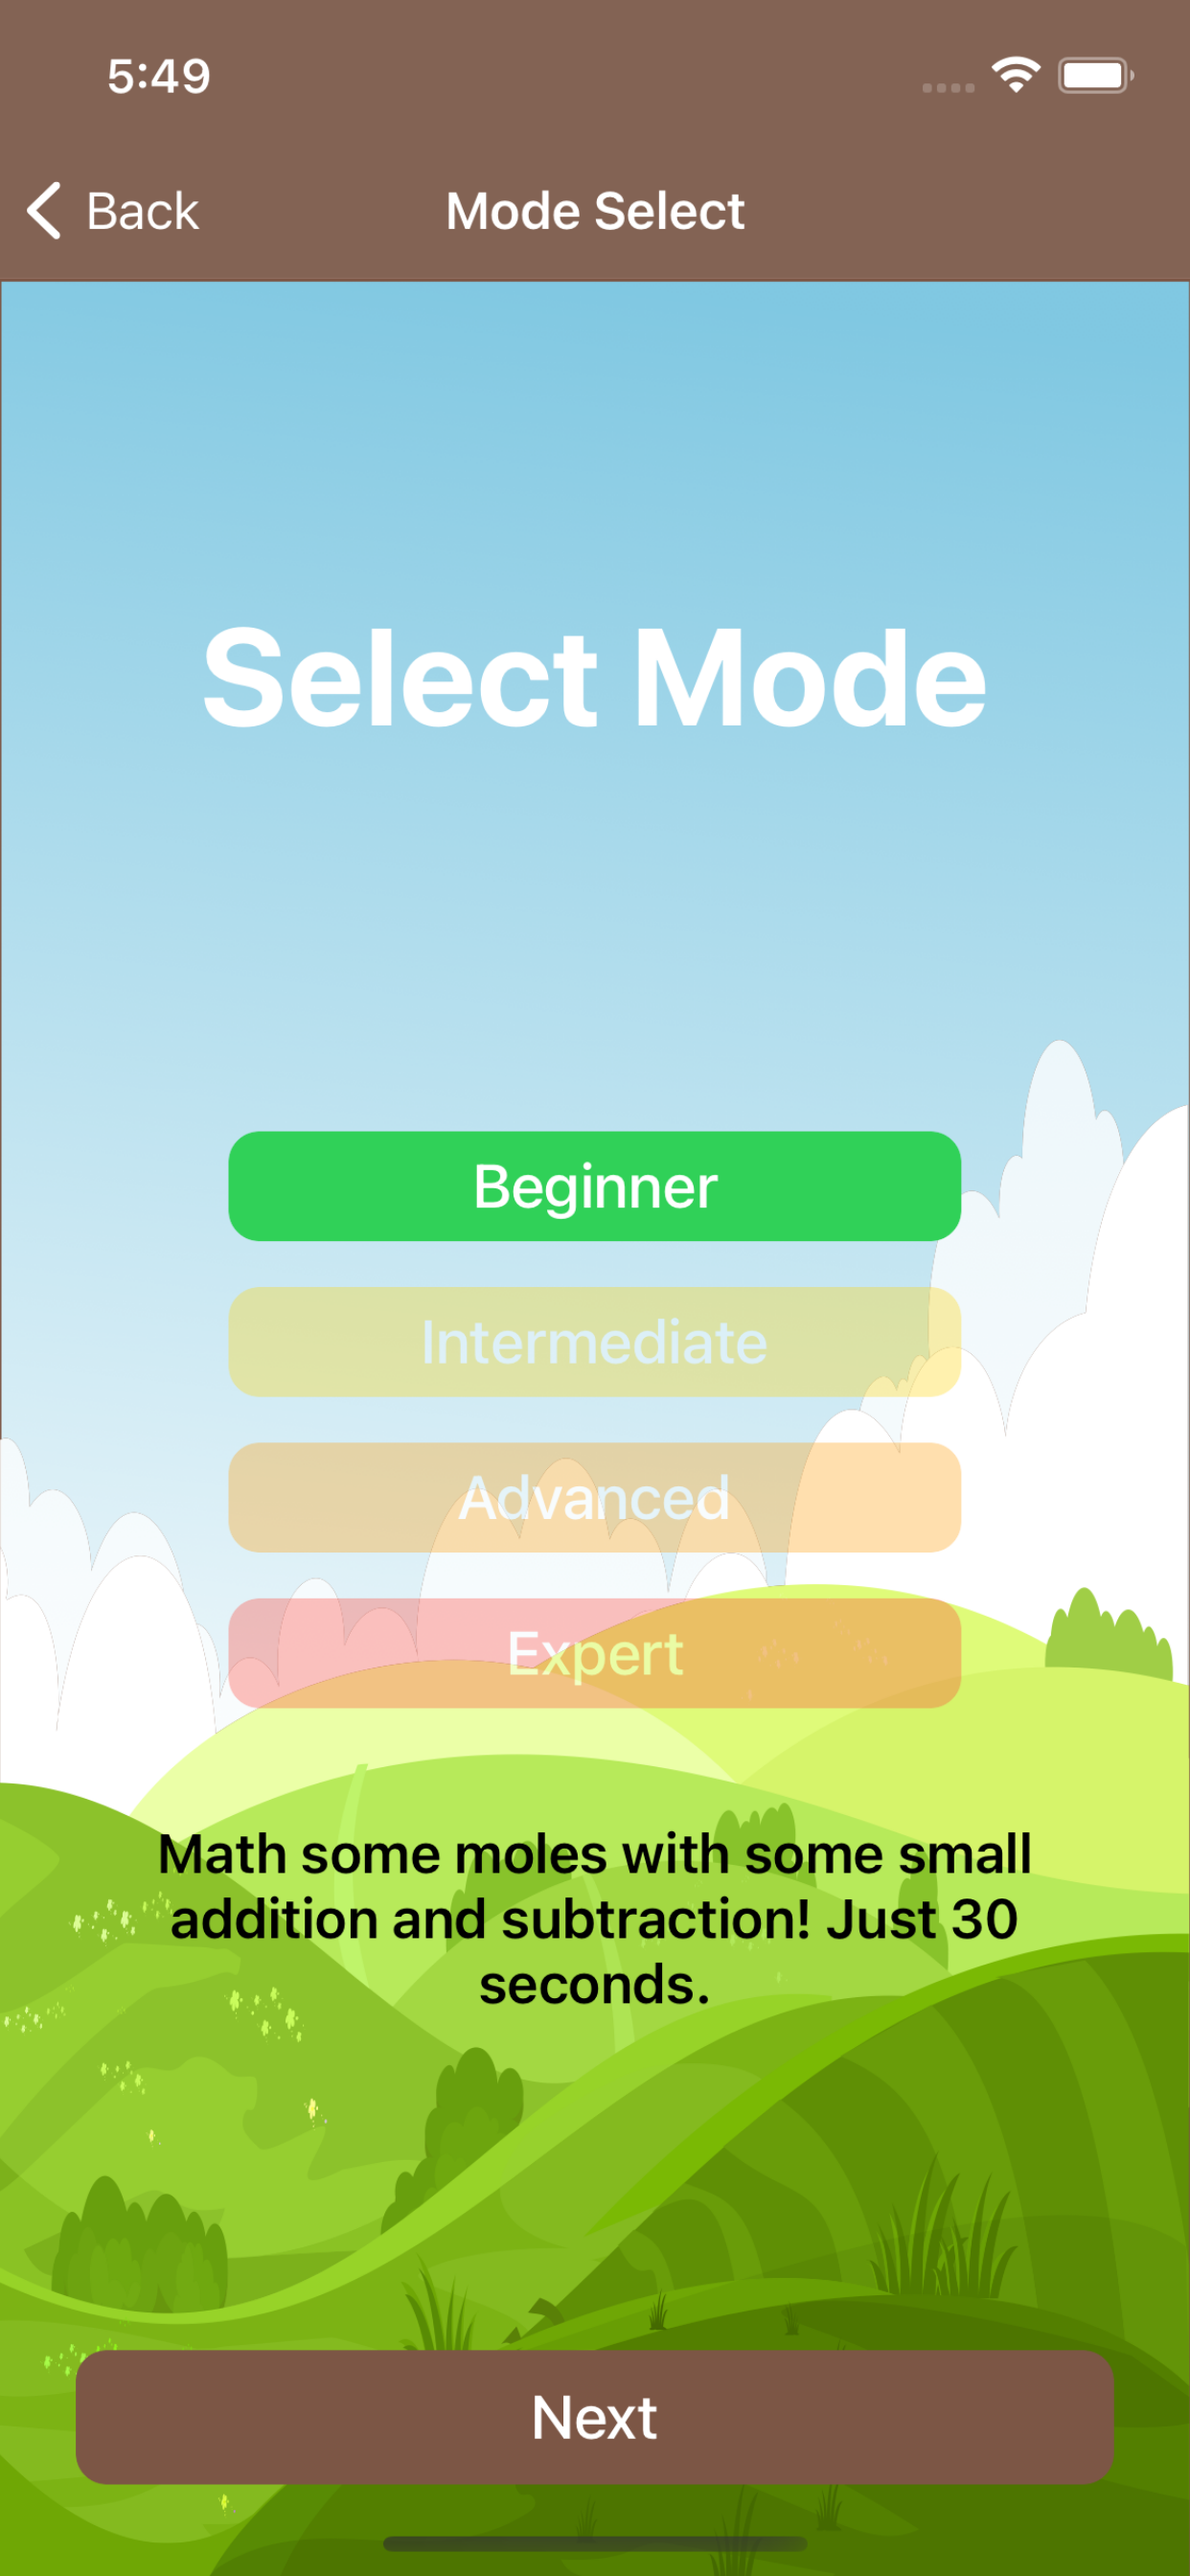 5:49
Back
Mode Select
Select Mode
Beginner
Intermediate
Advanced
Expert
Math some moles with some small
addition and subtraction! Just 30
seconds.
Next